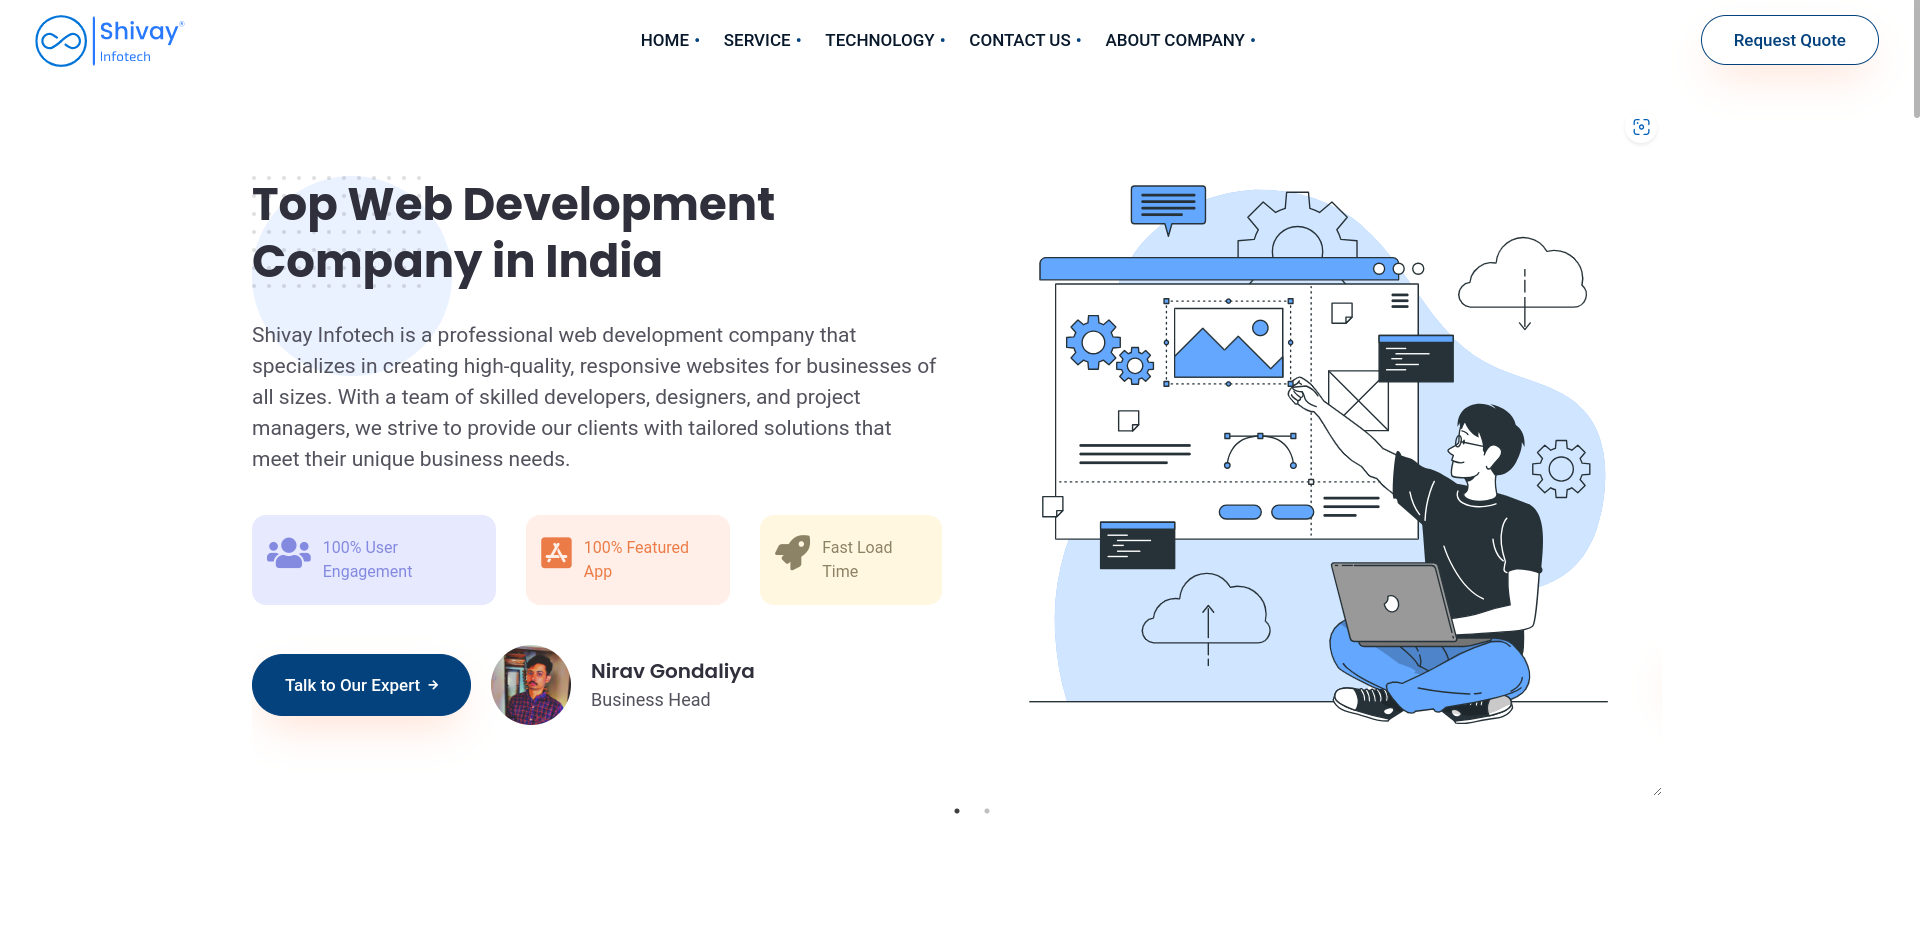 Shivay®
Infotech
HOME •
SERVICE •
TECHNOLOGY •
CONTACT US •
ABOUT COMPANY •
Request Quote
Top Web Development
Company in India
Shivay Infotech is a professional web development company that
specializes in creating high-quality, responsive websites for businesses of
all sizes. With a team of skilled developers, designers, and project
managers, we strive to provide our clients with tailored solutions that
meet their unique business needs.
100% User
Engagement
100% Featured
App
Fast Load
Time
Talk to Our Expert →
Nirav Gondaliya
Business Head